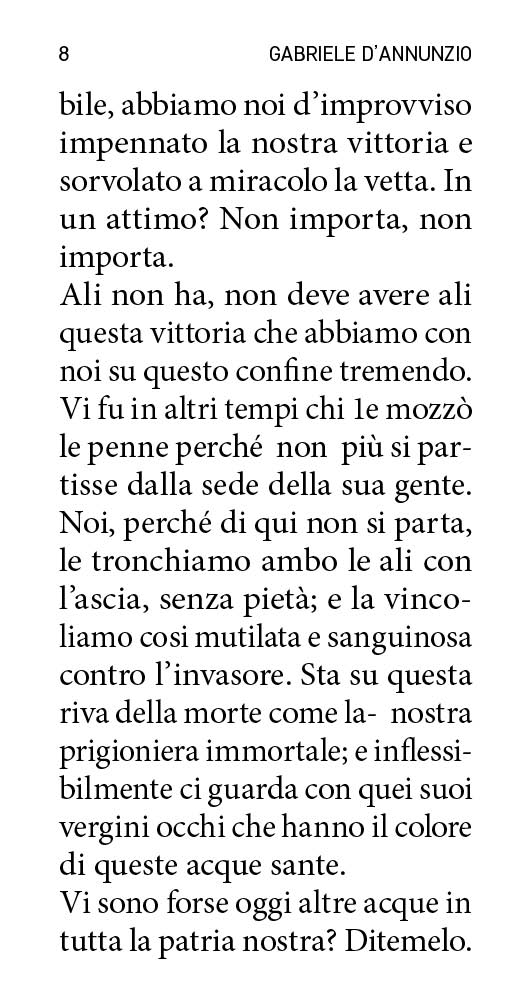 8 GABRIELE D’ANNUNZIO
bile, abbiamo noi d’improvviso
impennato la nostra vittoria e
sorvolato a miracolo la vetta. In
un attimo? Non importa, non
importa.
Ali non ha, non deve avere ali
questa vittoria che abbiamo con
noi su questo confine tremendo.
Vi fu in altri tempi chi 1e mozzò
le penne perché non più si par-
tisse dalla sede della sua gente.
Noi, perché di qui non si parta,
le tronchiamo ambo le ali con
l’ascia, senza pietà; e la vinco-
liamo cosi mutilata e sanguinosa
contro l’invasore. Sta su questa
riva della morte come la- nostra
prigioniera immortale; e inflessi-
bilmente ci guarda con quei suoi
vergini occhi che hanno il colore
di queste acque sante.
Vi sono forse oggi altre acque in
tutta la patria nostra? Ditemelo.